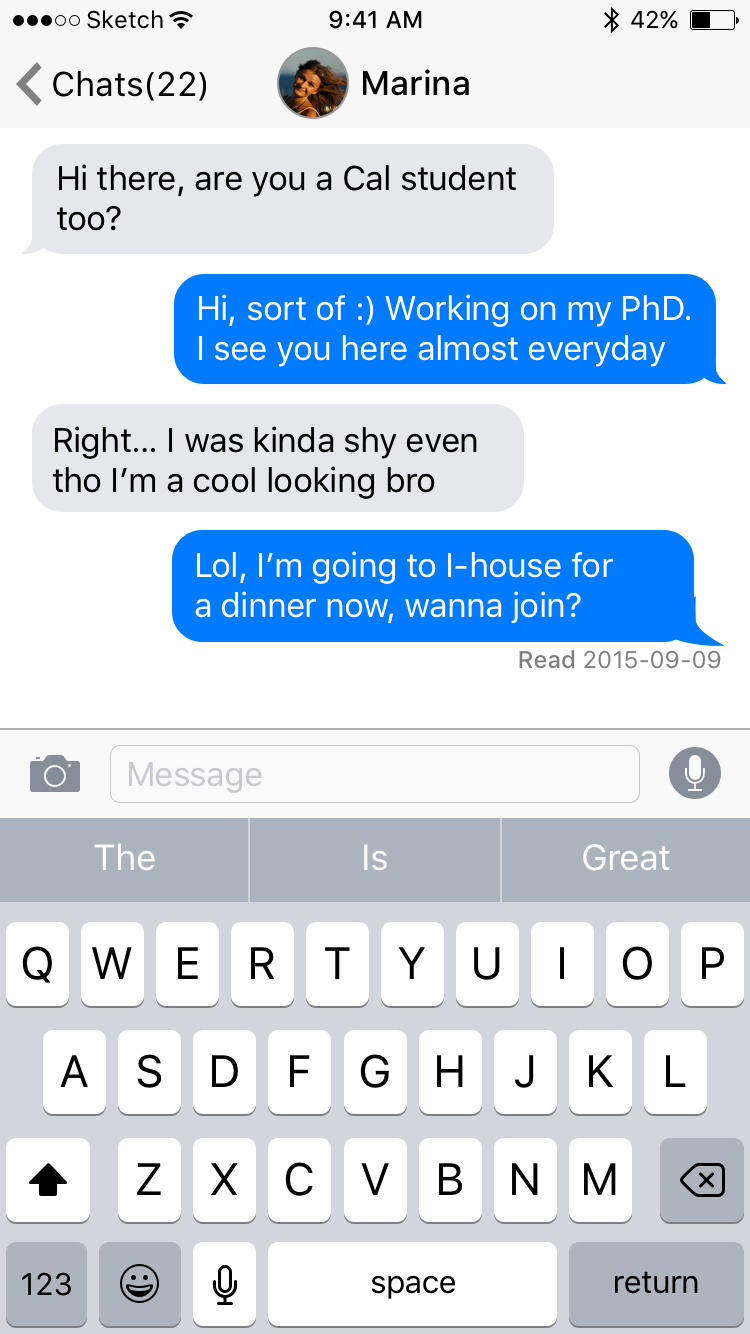 Sketch 9:41 AM 42%
Chats(22) Marina
Hi there, are you a Cal student
too?
Hi, sort of :) Working on my PhD.
I see you here almost everyday
Right... I was kinda shy even
tho I’m a cool looking bro
Lol, I’m going to I-house for
a dinner now, wanna join?
Read 2015-09-09
Message
The Is Great
Q W E R T Y U I O P
A S D F G H J K L
Z X C V B N M
123 space return